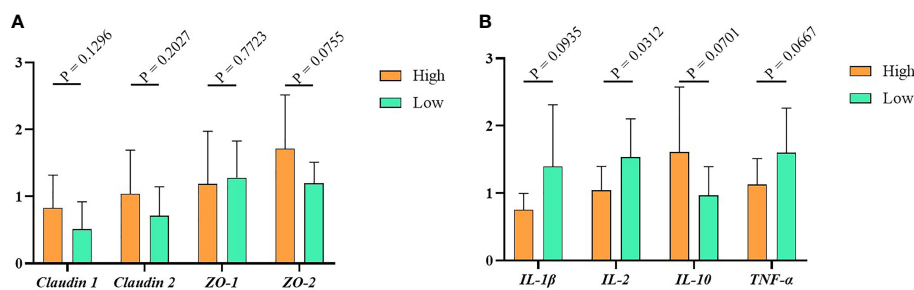 A
P = 0.1296
P = 0.2027
P = 0.7723
P = 0.0755
3
2
1
0
Claudin 1
Claudin 2
ZO-1
ZO-2
High
Low
B
P = 0.0935
P = 0.0312
P = 0.0701
P = 0.0667
3
2
1
0
IL-1β
IL-2
IL-10
TNF-α
High
Low